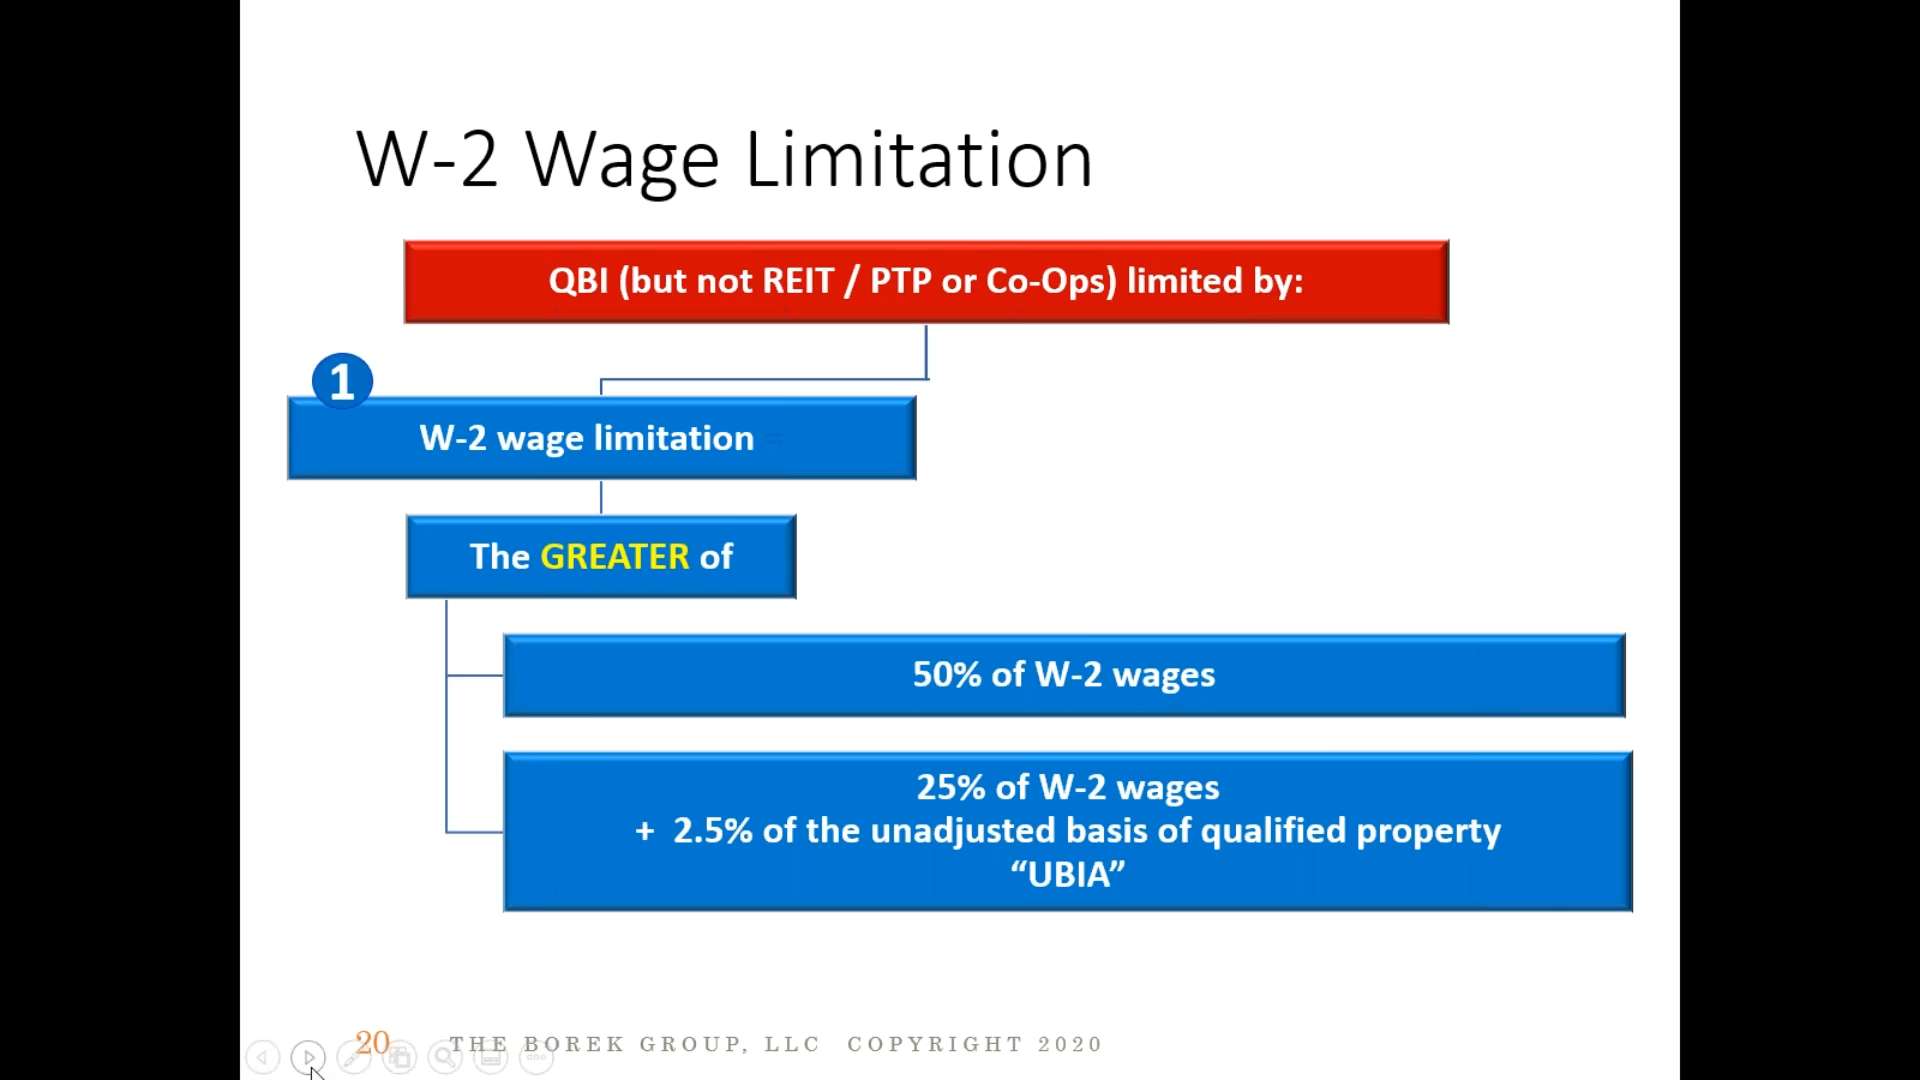 W-2 Wage Limitation
QBI (but not REIT / PTP or Co-Ops) limited by:
1
W-2 wage limitation =
The GREATER of
50% of W-2 wages
25% of W-2 wages
+ 2.5% of the unadjusted basis of qualified property
“UBIA”
20 THE BOREK GROUP, LLC COPYRIGHT 2020